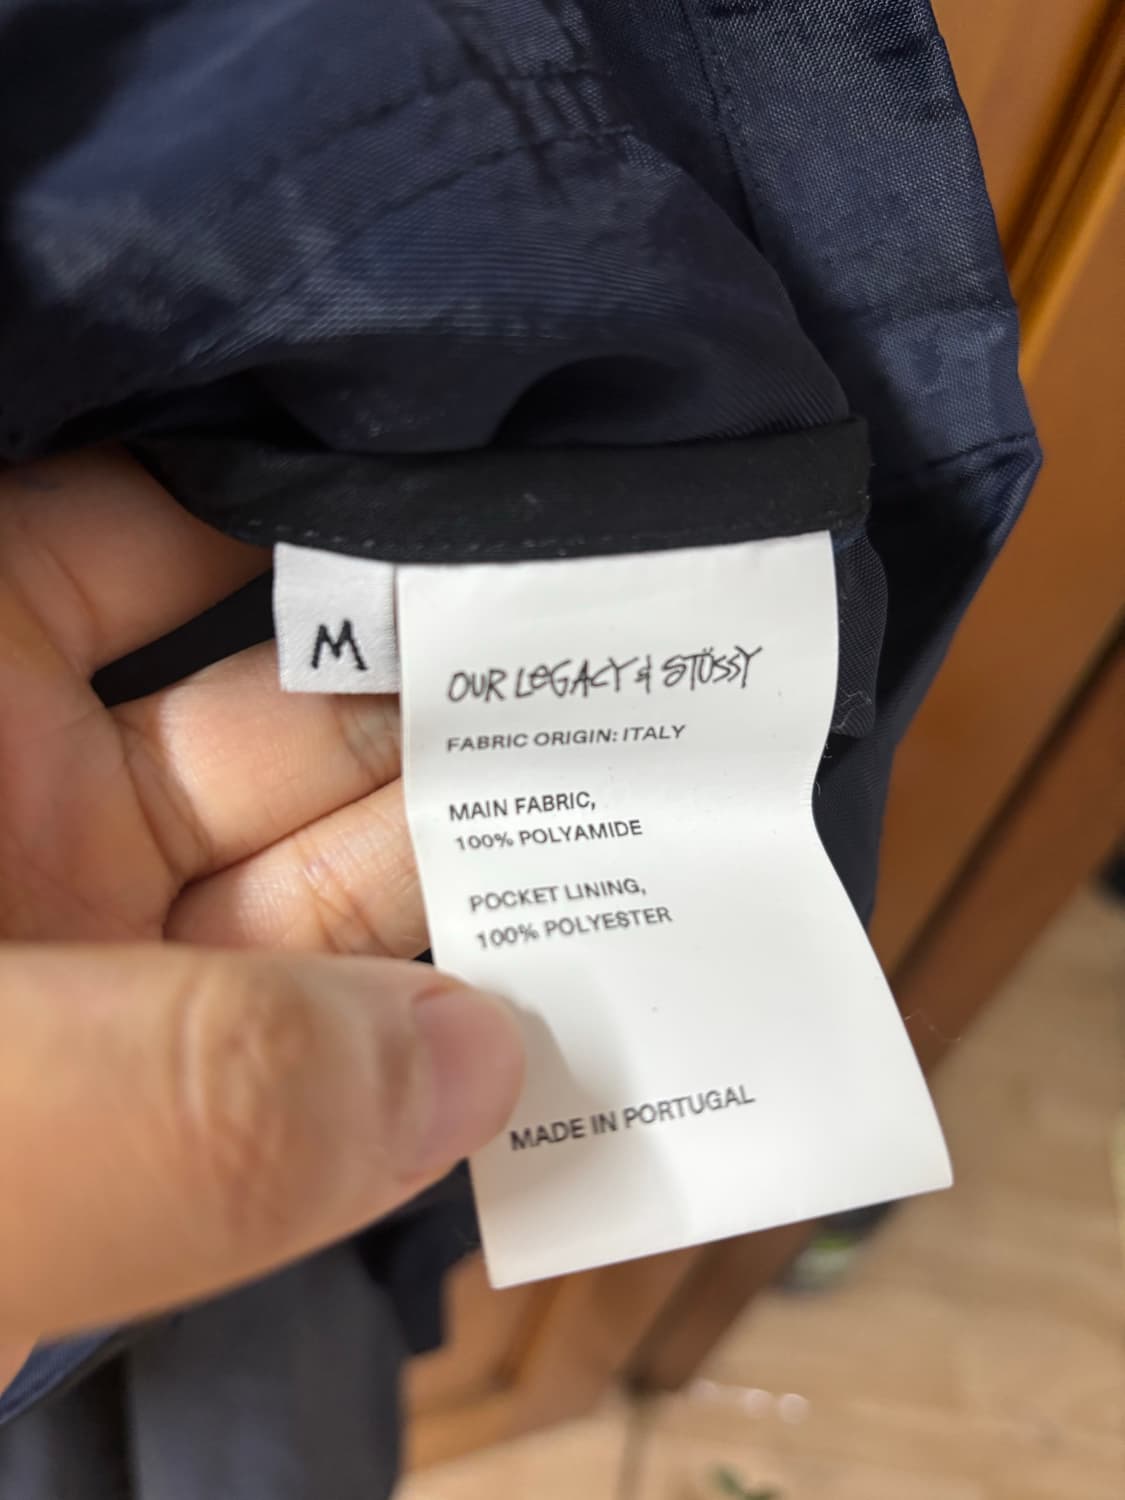 M
OUR LEGACY & STÜSSY
FABRIC ORIGIN: ITALY
MAIN FABRIC,
100% POLYAMIDE
POCKET LINING,
100% POLYESTER
MADE IN PORTUGAL